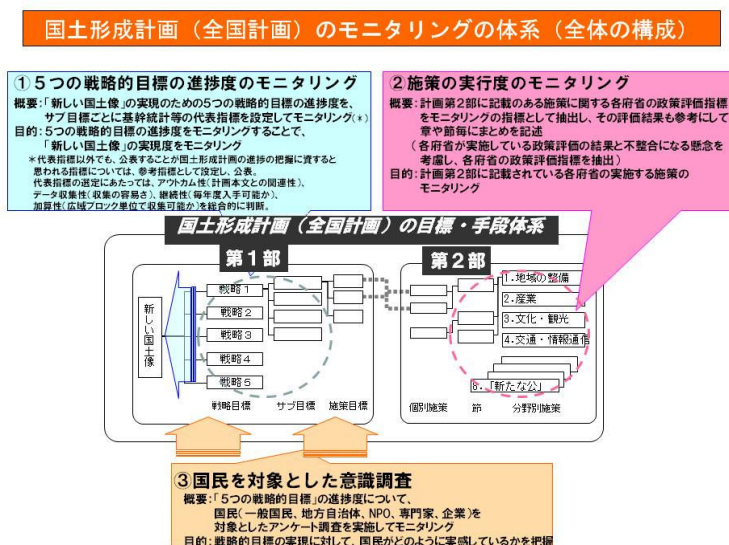 国土形成計画（全国計画）のモニタリングの体系（全体の構成）
①５つの戦略的目標の進捗度のモニタリング
概要：「新しい国土像」の実現のための5つの戦略的目標の進捗度を、
サブ目標ごとに基幹統計等の代表指標を設定してモニタリング(＊)
目的：5つの戦略的目標の進捗度をモニタリングすることで、
「新しい国土像」の実現度をモニタリング
＊代表指標以外でも、公表することが国土形成計画の進捗の把握に資すると
思われる指標については、参考指標として設定し、公表。
代表指標の選定にあたっては、アウトカム性(計画本文との関連性)、
データ収集性(収集の容易さ)、継続性(毎年度入手可能か)、
加算性(広域ブロック単位で収集可能か)を総合的に判断。
②施策の実行度のモニタリング
概要：計画第2部に記載のある施策に関する各府省の政策評価指標
をモニタリングの指標として抽出し、その評価結果も参考にして
章や節毎にまとめを記述
（各府省が実施している政策評価の結果と不整合になる懸念を
考慮し、各府省の政策評価指標を抽出）
目的：計画第2部に記載されている各府省の実施する施策の
モニタリング
国土形成計画（全国計画）の目標・手段体系
第１部
第２部
新しい国土像
戦略１
戦略２
戦略３
戦略４
戦略５
戦略目標
サブ目標
施策目標
個別施策
節
分野別施策
１.地域の整備
２.産業
３.文化・観光
４.交通・情報通信
８.「新たな公」
③国民を対象とした意識調査
概要：「５つの戦略的目標」の進捗度について、
国民(一般国民、地方自治体、NPO、専門家、企業)を
対象としたアンケート調査を実施してモニタリング
目的：戦略的目標の実現に対して、国民がどのように実感しているかを把握